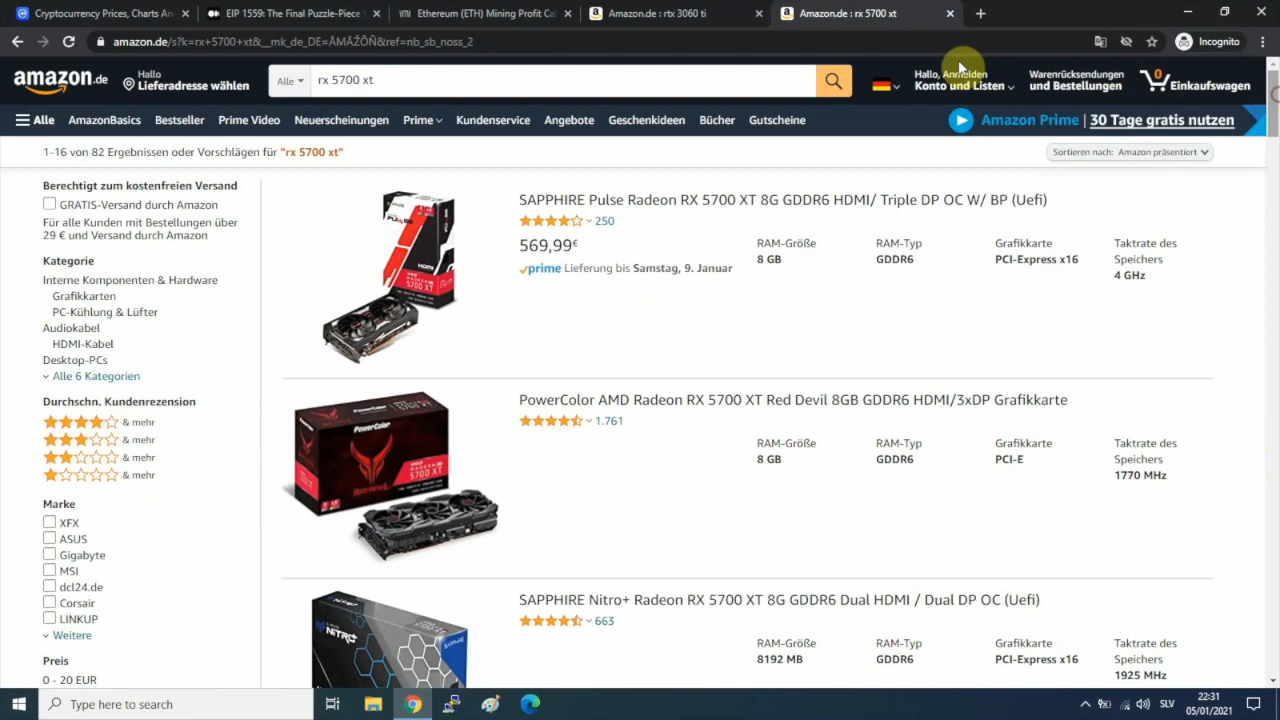 Cryptocurrency Prices, Charts An
EIP 1559: The Final Puzzle-Piece
Ethereum (ETH) Mining Profit Cal
Amazon.de : rtx 3060 ti
Amazon.de : rx 5700 xt
amazon.de/s?k=rx+5700+xt&__mk_de_DE=ÅMÅŽÕÑ&ref=nb_sb_noss_2
Incognito
amazon.de
Hallo
Lieferadresse wählen
Alle
rx 5700 xt
Hallo, Anmelden
Konto und Listen
Warenrücksendungen
und Bestellungen
0
Einkaufswagen
Alle
AmazonBasics
Bestseller
Prime Video
Neuerscheinungen
Prime
Kundenservice
Angebote
Geschenkideen
Bücher
Gutscheine
Amazon Prime | 30 Tage gratis nutzen
1-16 von 82 Ergebnissen oder Vorschlägen für "rx 5700 xt"
Sortieren nach: Amazon präsentiert
Berechtigt zum kostenfreien Versand
GRATIS-Versand durch Amazon
Für alle Kunden mit Bestellungen über
29 € und Versand durch Amazon
Kategorie
Interne Komponenten & Hardware
Grafikkarten
PC-Kühlung & Lüfter
Audiokabel
HDMI-Kabel
Desktop-PCs
Alle 6 Kategorien
Durchschn. Kundenrezension
& mehr
& mehr
& mehr
& mehr
Marke
XFX
ASUS
Gigabyte
MSI
dcl24.de
Corsair
LINKUP
Weitere
Preis
0 - 20 EUR
SAPPHIRE Pulse Radeon RX 5700 XT 8G GDDR6 HDMI/ Triple DP OC W/ BP (Uefi)
250
569,99€
prime Lieferung bis Samstag, 9. Januar
RAM-Größe
8 GB
RAM-Typ
GDDR6
Grafikkarte
PCI-Express x16
Taktrate des
Speichers
4 GHz
PULSE
5700 XT
PowerColor AMD Radeon RX 5700 XT Red Devil 8GB GDDR6 HDMI/3xDP Grafikkarte
1.761
RAM-Größe
8 GB
RAM-Typ
GDDR6
Grafikkarte
PCI-E
Taktrate des
Speichers
1770 MHz
PowerColor
RED DEVIL
5700 XT
SAPPHIRE Nitro+ Radeon RX 5700 XT 8G GDDR6 Dual HDMI / Dual DP OC (Uefi)
663
RAM-Größe
8192 MB
RAM-Typ
GDDR6
Grafikkarte
PCI-Express x16
Taktrate des
Speichers
1925 MHz
NITRO+
SAPPHIRE
Type here to search
SLV
22:31
05/01/2021